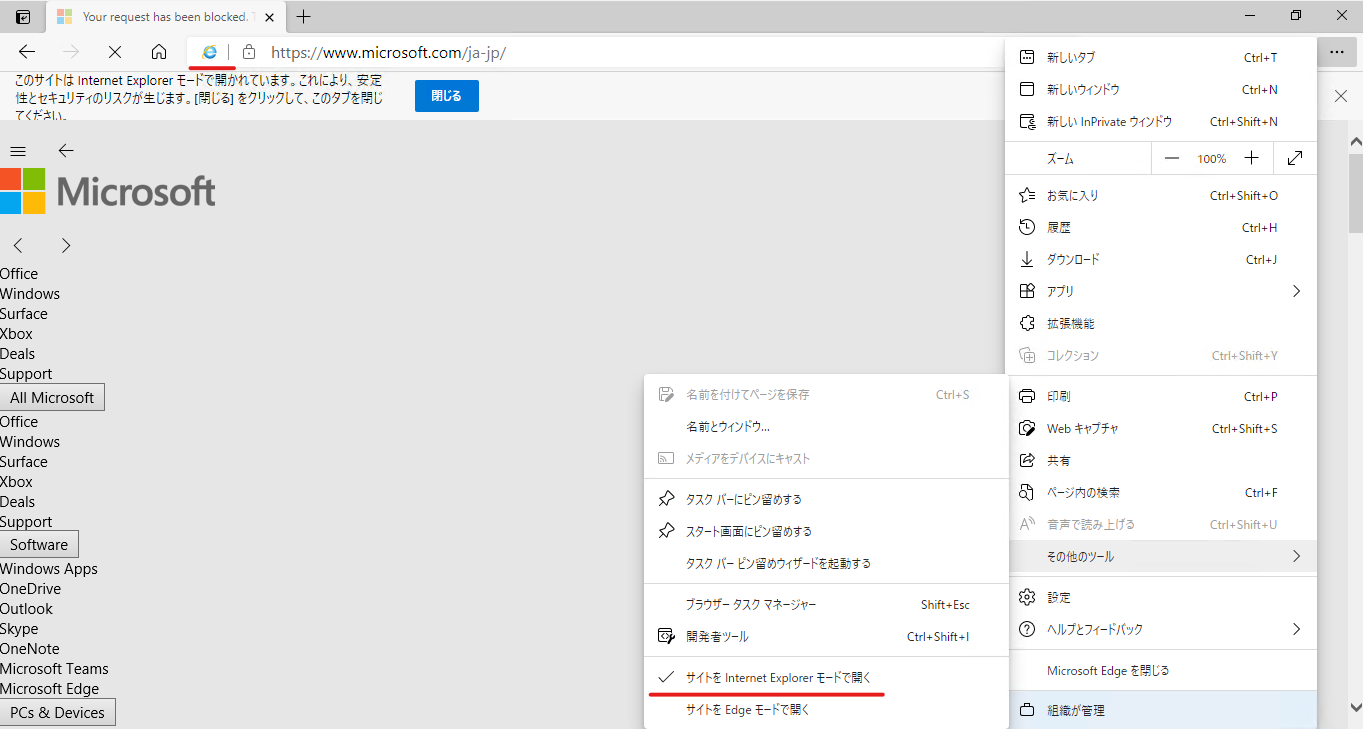 Your request has been blocked. T
https://www.microsoft.com/ja-jp/
このサイトは Internet Explorer モードで開かれています。これにより、安定
性とセキュリティのリスクが生じます。[閉じる] をクリックして、このタブを閉じ
てください。
閉じる
Microsoft
Office
Windows
Surface
Xbox
Deals
Support
All Microsoft
Office
Windows
Surface
Xbox
Deals
Support
Software
Windows Apps
OneDrive
Outlook
Skype
OneNote
Microsoft Teams
Microsoft Edge
PCs & Devices
新しいタブ Ctrl+T
新しいウィンドウ Ctrl+N
新しい InPrivate ウィンドウ Ctrl+Shift+N
ズーム 100%
お気に入り Ctrl+Shift+O
履歴 Ctrl+H
ダウンロード Ctrl+J
アプリ
拡張機能
コレクション Ctrl+Shift+Y
印刷 Ctrl+P
Web キャプチャ Ctrl+Shift+S
共有
ページ内の検索 Ctrl+F
音声で読み上げる Ctrl+Shift+U
その他のツール
設定
ヘルプとフィードバック
Microsoft Edge を閉じる
組織が管理
名前を付けてページを保存 Ctrl+S
名前とウィンドウ...
メディアをデバイスにキャスト
タスク バーにピン留めする
スタート画面にピン留めする
タスク バー ピン留めウィザードを起動する
ブラウザー タスク マネージャー Shift+Esc
開発者ツール Ctrl+Shift+I
サイトを Internet Explorer モードで開く
サイトを Edge モードで開く